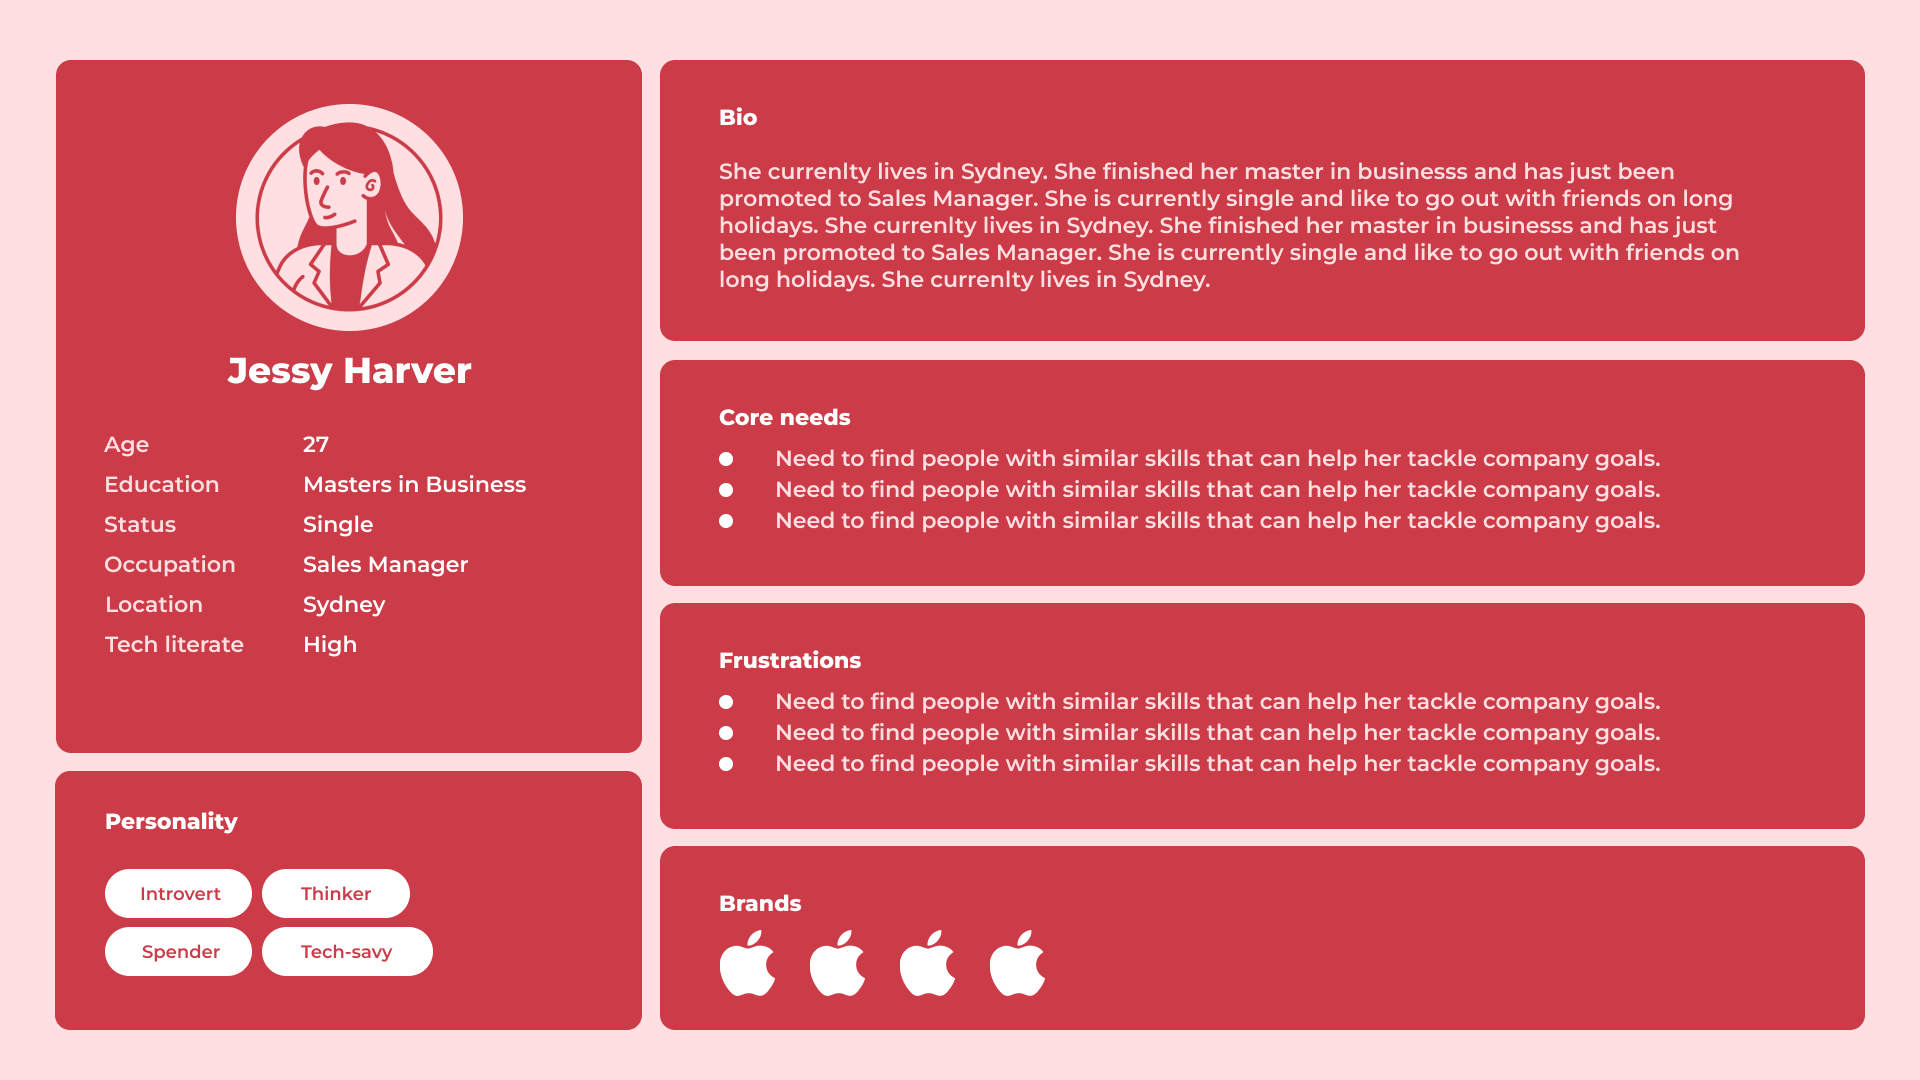 Jessy Harver
Age 27
Education Masters in Business
Status Single
Occupation Sales Manager
Location Sydney
Tech literate High
Personality
Introvert Thinker
Spender Tech-savy
Bio
She currenlty lives in Sydney. She finished her master in businesss and has just been
promoted to Sales Manager. She is currently single and like to go out with friends on long
holidays. She currenlty lives in Sydney. She finished her master in businesss and has just
been promoted to Sales Manager. She is currently single and like to go out with friends on
long holidays. She currenlty lives in Sydney.
Core needs
Need to find people with similar skills that can help her tackle company goals.
Need to find people with similar skills that can help her tackle company goals.
Need to find people with similar skills that can help her tackle company goals.
Frustrations
Need to find people with similar skills that can help her tackle company goals.
Need to find people with similar skills that can help her tackle company goals.
Need to find people with similar skills that can help her tackle company goals.
Brands